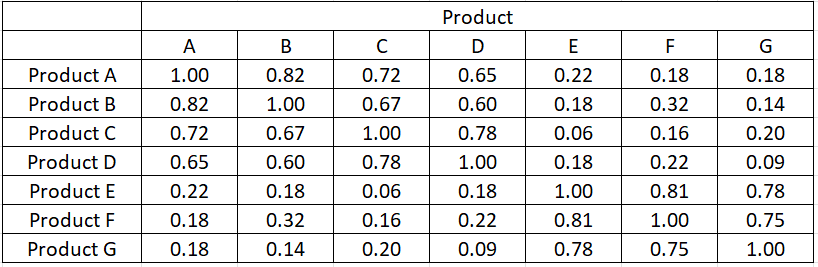 Product
A B C D E F G
Product A 1.00 0.82 0.72 0.65 0.22 0.18 0.18
Product B 0.82 1.00 0.67 0.60 0.18 0.32 0.14
Product C 0.72 0.67 1.00 0.78 0.06 0.16 0.20
Product D 0.65 0.60 0.78 1.00 0.18 0.22 0.09
Product E 0.22 0.18 0.06 0.18 1.00 0.81 0.78
Product F 0.18 0.32 0.16 0.22 0.81 1.00 0.75
Product G 0.18 0.14 0.20 0.09 0.78 0.75 1.00